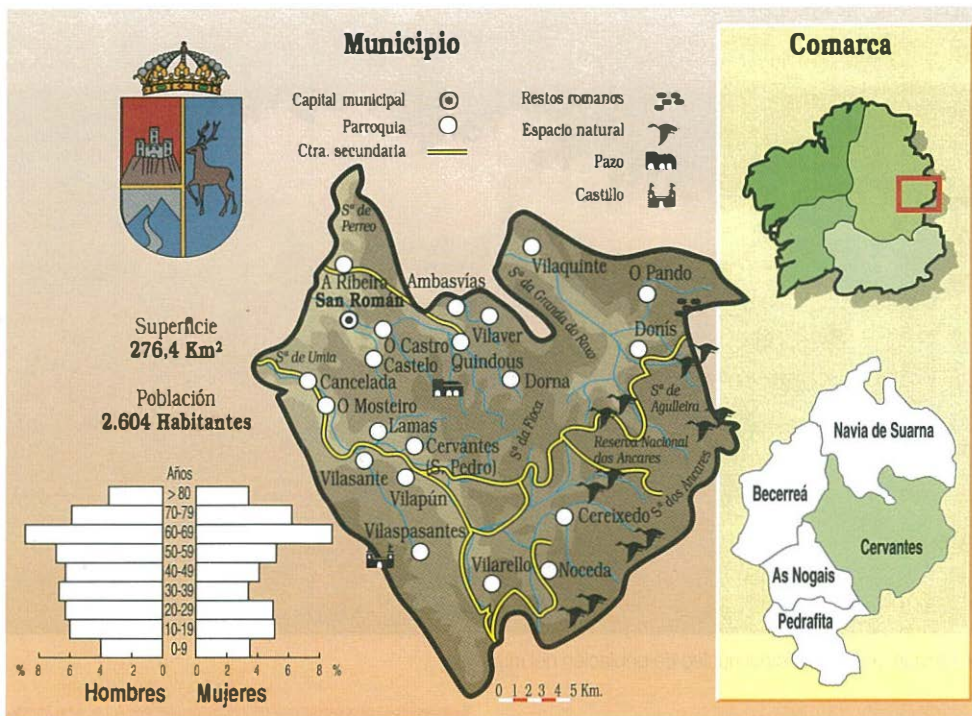 Municipio
Capital municipal
Parroquia
Ctra. secundaria
Restos romanos
Espacio natural
Pazo
Castillo
Comarca
Superficie
276,4 Km²
Población
2.604 Habitantes
Sª de
Perreo
A Ribeira
San Román
Ambasvías
Vilaver
O Castro
Castelo
Quindous
Vilaquinte
Sª da Granda do Roxo
O Pando
Donís
Sª de Umia
Cancelada
O Mosteiro
Dorna
Sª de
Agulleira
Lamas
Cervantes
(S. Pedro)
Sª da Fioca
Reserva Nacional
dos Ancares
Sª dos Ancares
Vilasante
Vilapún
Vilaspasantes
Cereixedo
Vilarello
Noceda
0 1 2 3 4 5 Km.
Años
> 80
70-79
60-69
50-59
40-49
30-39
20-29
10-19
0-9
% 8 6 4 2 0
0 2 4 6 8 %
Hombres
Mujeres
Navia de Suarna
Becerreá
Cervantes
As Nogais
Pedrafita